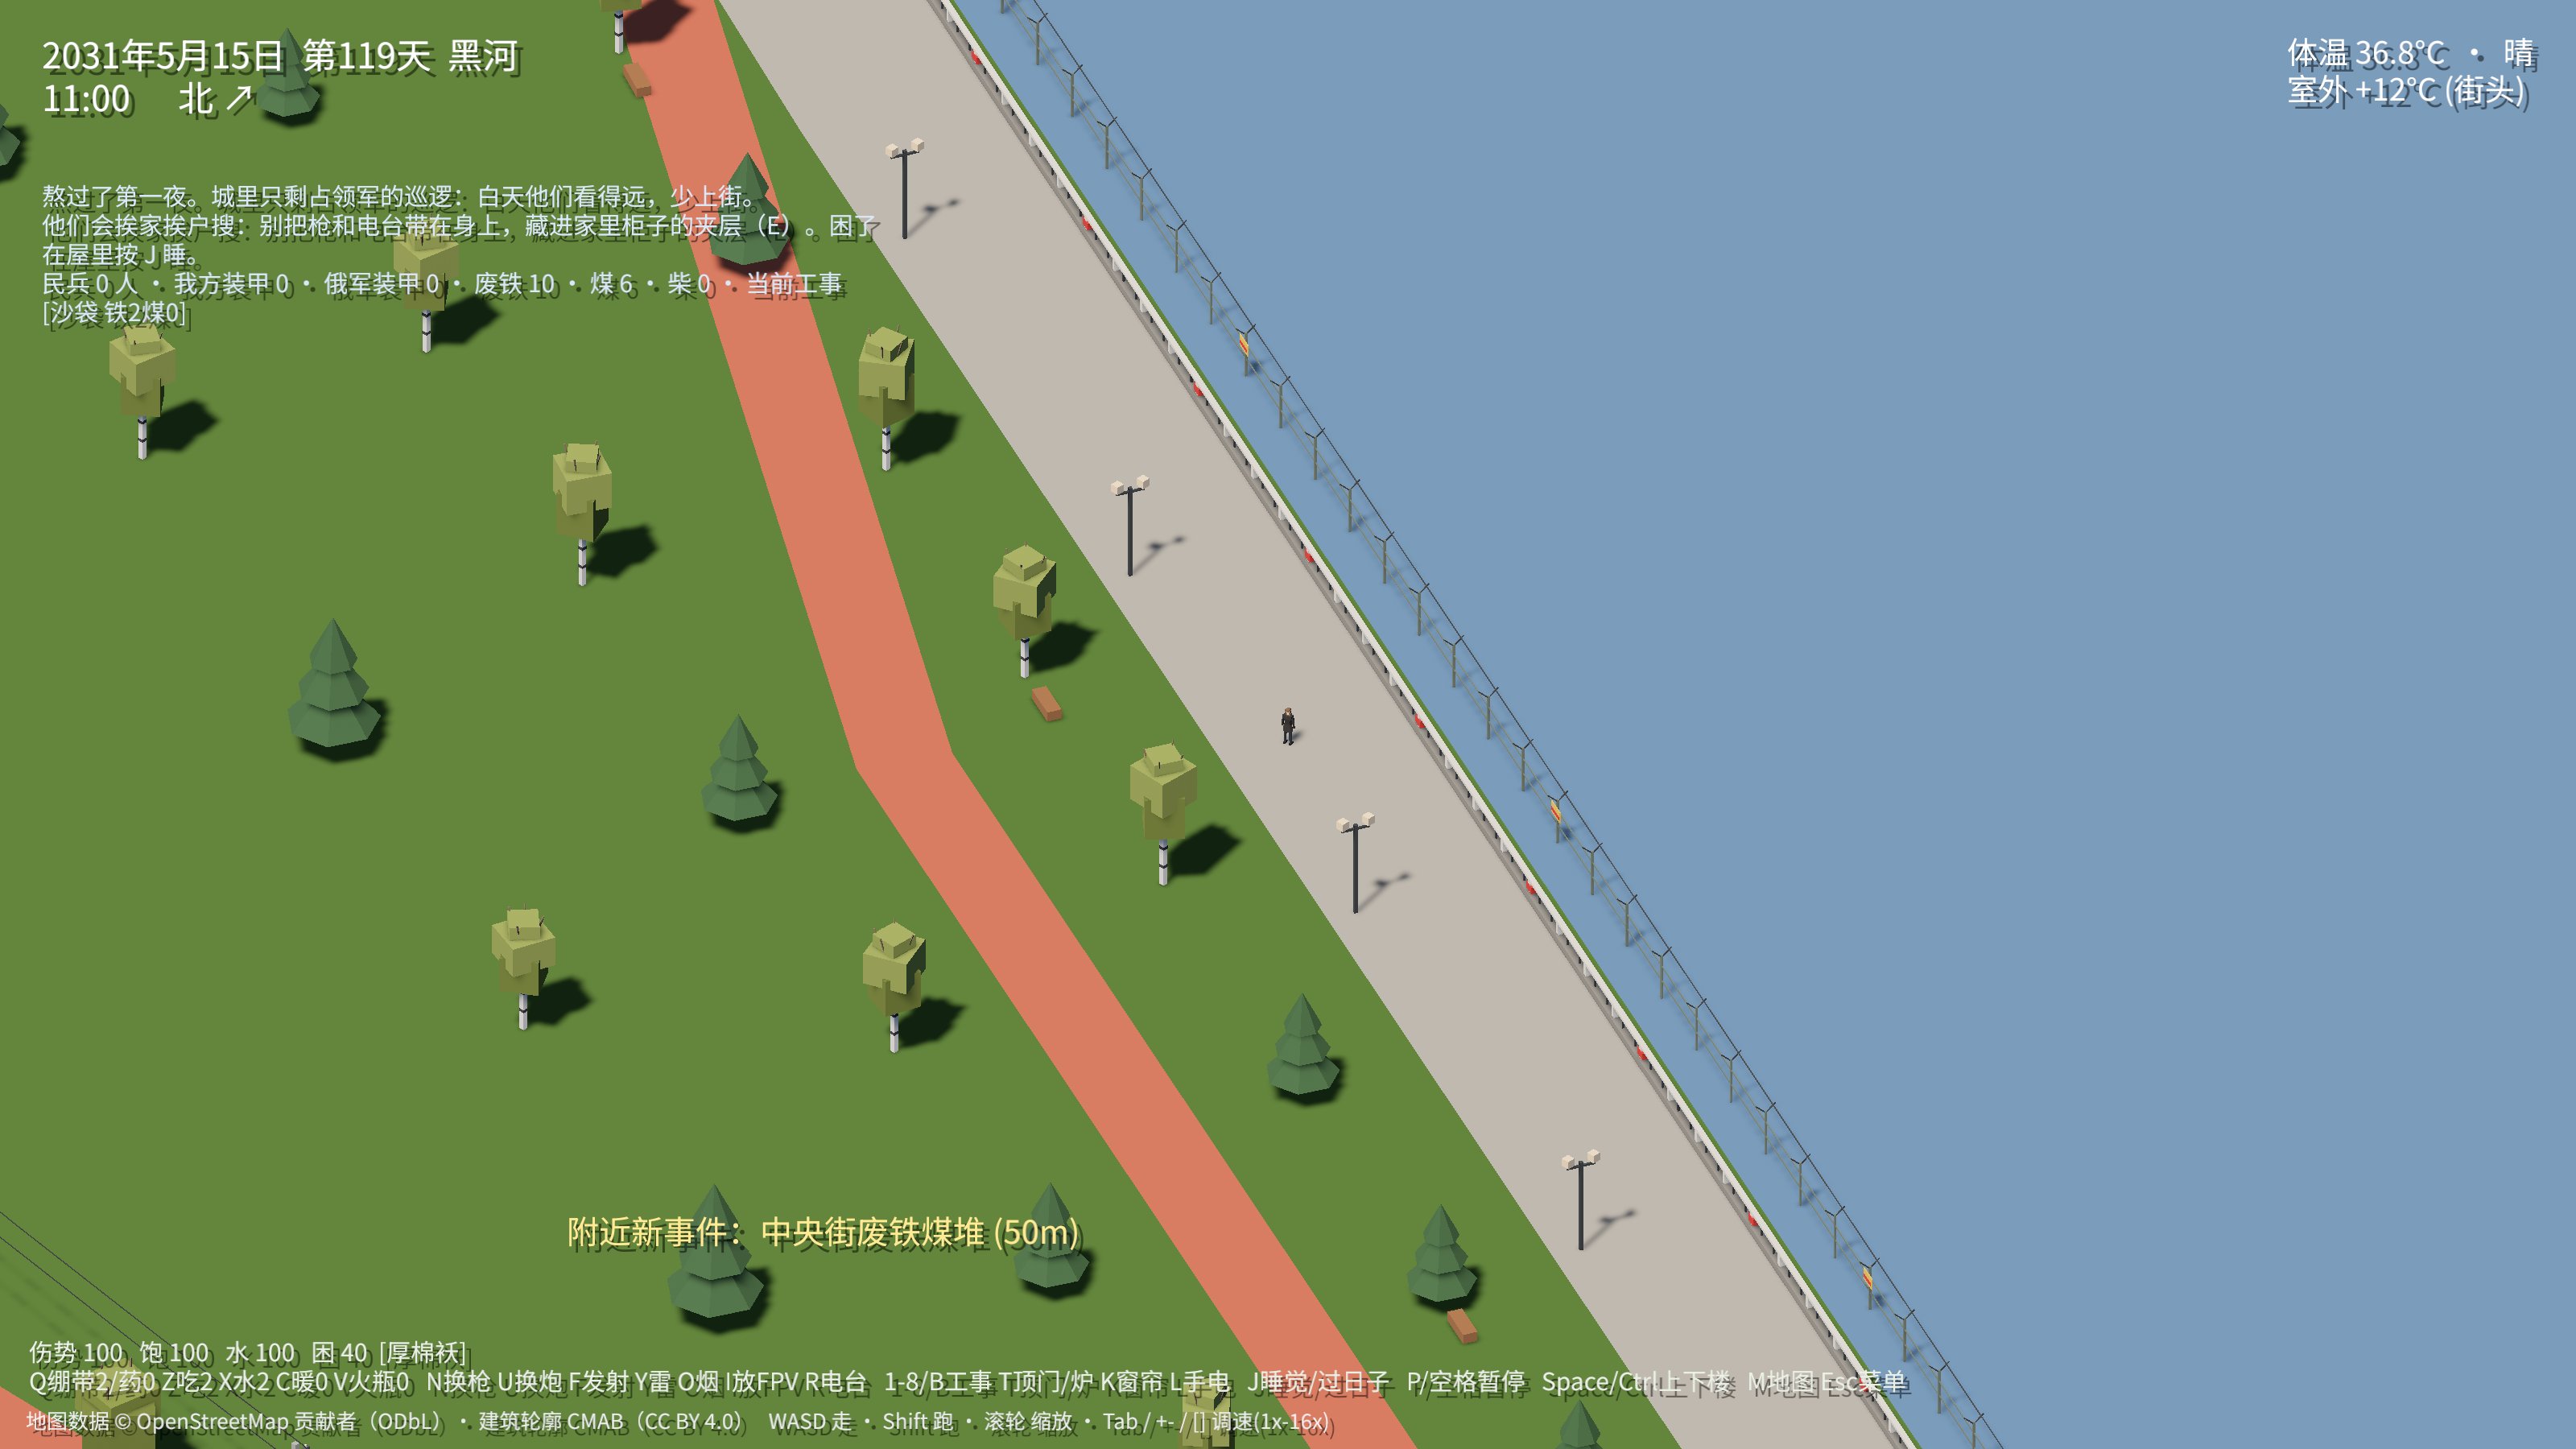 2031年5月15日 第119天 黑河
11:00 北 ↗
体温 36.8°C · 晴
室外 +12°C (街头)
熬过了第一夜。城里只剩占领军的巡逻：白天他们看得远，少上街。
他们会挨家挨户搜：别把枪和电台带在身上，藏进家里柜子的夹层（E）。困了
在屋里按 J 睡。
民兵 0 人 · 我方装甲 0 · 俄军装甲 0 · 废铁 10 · 煤 6 · 柴 0 · 当前工事
[沙袋 铁2煤0]
附近新事件：中央街废铁煤堆 (50m)
伤势 100 饱 100 水 100 困 40 [厚棉袄]
Q绷带2/药0 Z吃2 X水2 C暖0 V火瓶0 N换枪 U换炮 F发射 Y雷 O烟 I放FPV R电台 1-8/B工事 T顶门/炉 K窗帘 L手电 J睡觉/过日子 P/空格暂停 Space/Ctrl上下楼 M地图 Esc菜单
地图数据 © OpenStreetMap 贡献者（ODbL） · 建筑轮廓 CMAB（CC BY 4.0） WASD 走 · Shift 跑 · 滚轮 缩放 · Tab / +- / [] 调速(1x-16x)